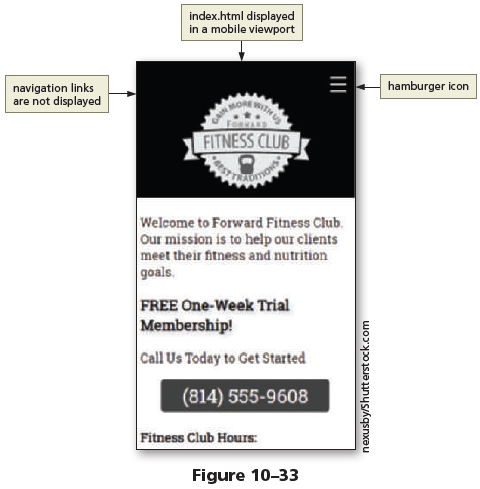 index.html displayed
in a mobile viewport
navigation links
are not displayed
hamburger icon
GAIN MORE WITH US
FORWARD
FITNESS CLUB
BEST TRADITIONS
Welcome to Forward Fitness Club.
Our mission is to help our clients
meet their fitness and nutrition
goals.
FREE One-Week Trial
Membership!
Call Us Today to Get Started
(814) 555-9608
Fitness Club Hours:
nexusby/Shutterstock.com
Figure 10–33